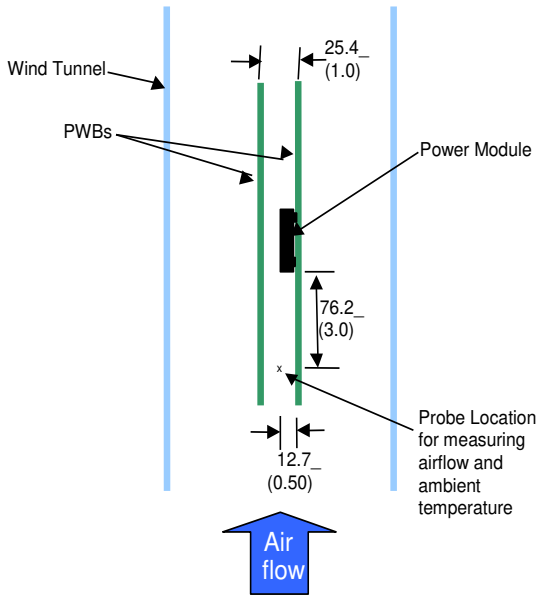 25.4_
(1.0)
Wind Tunnel
PWBs
Power Module
76.2_
(3.0)
x
Probe Location
for measuring
airflow and
ambient
temperature
12.7_
(0.50)
Air
flow